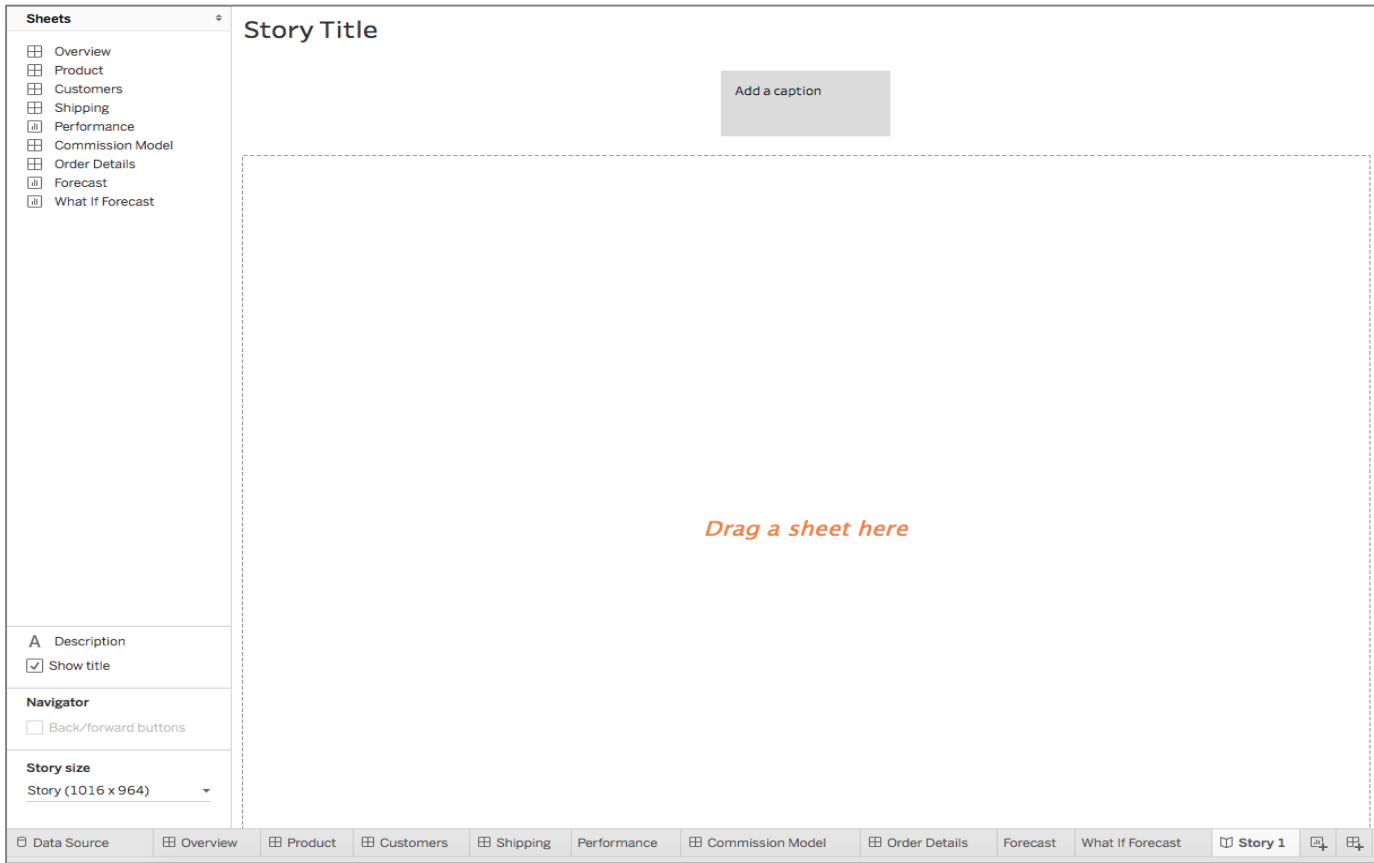 Sheets
Overview
Product
Customers
Shipping
Performance
Commission Model
Order Details
Forecast
What If Forecast
A Description
Show title
Navigator
Back/forward buttons
Story size
Story (1016 x 964)
Story Title
Add a caption
Drag a sheet here
Data Source Overview Product Customers Shipping Performance Commission Model Order Details Forecast What If Forecast Story 1